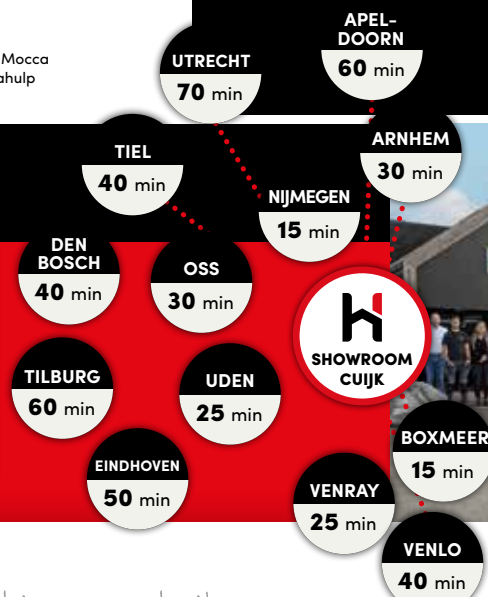 Mocca
ahulp
UTRECHT
70 min
APEL-
DOORN
60 min
TIEL
40 min
ARNHEM
30 min
NIJMEGEN
15 min
DEN
BOSCH
40 min
OSS
30 min
SHOWROOM
CUIJK
TILBURG
60 min
UDEN
25 min
BOXMEER
15 min
EINDHOVEN
50 min
VENRAY
25 min
VENLO
40 min